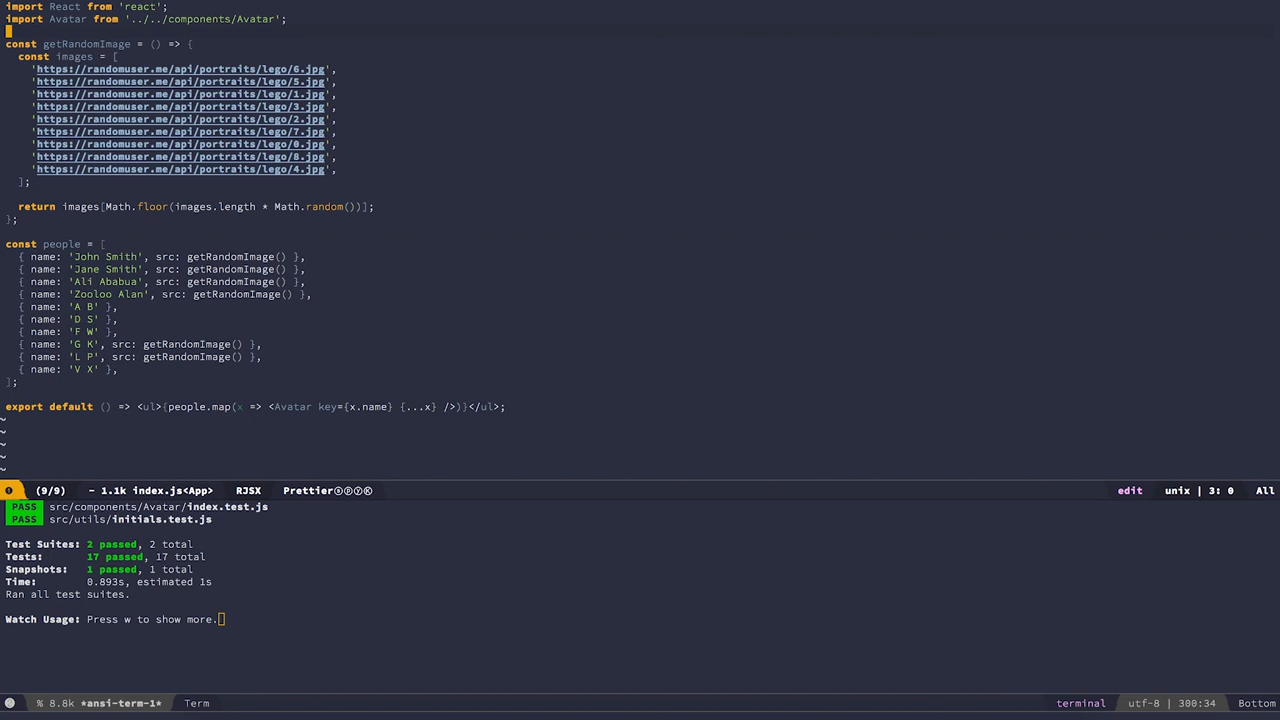 import React from 'react';
import Avatar from '../../components/Avatar';
const getRandomImage = () => {
  const images = [
    'https://randomuser.me/api/portraits/lego/6.jpg',
    'https://randomuser.me/api/portraits/lego/5.jpg',
    'https://randomuser.me/api/portraits/lego/1.jpg',
    'https://randomuser.me/api/portraits/lego/3.jpg',
    'https://randomuser.me/api/portraits/lego/2.jpg',
    'https://randomuser.me/api/portraits/lego/7.jpg',
    'https://randomuser.me/api/portraits/lego/0.jpg',
    'https://randomuser.me/api/portraits/lego/8.jpg',
    'https://randomuser.me/api/portraits/lego/4.jpg',
  ];
  return images[Math.floor(images.length * Math.random())];
};
const people = [
  { name: 'John Smith', src: getRandomImage() },
  { name: 'Jane Smith', src: getRandomImage() },
  { name: 'Ali Ababua', src: getRandomImage() },
  { name: 'Zooloo Alan', src: getRandomImage() },
  { name: 'A B' },
  { name: 'D S' },
  { name: 'F W' },
  { name: 'G K', src: getRandomImage() },
  { name: 'L P', src: getRandomImage() },
  { name: 'V X' },
];
export default () => <ul>{people.map(x => <Avatar key={x.name} {...x} />)}</ul>;
~
~
~
~
❶ (9/9) - 1.1k index.js<App> RJSX Prettierⓢⓟⓨⓚ edit unix | 3: 0 All
PASS src/components/Avatar/index.test.js
PASS src/utils/initials.test.js
Test Suites: 2 passed, 2 total
Tests: 17 passed, 17 total
Snapshots: 1 passed, 1 total
Time: 0.893s, estimated 1s
Ran all test suites.
Watch Usage: Press w to show more.
% 8.8k *ansi-term-1* Term terminal utf-8 | 300:34 Bottom